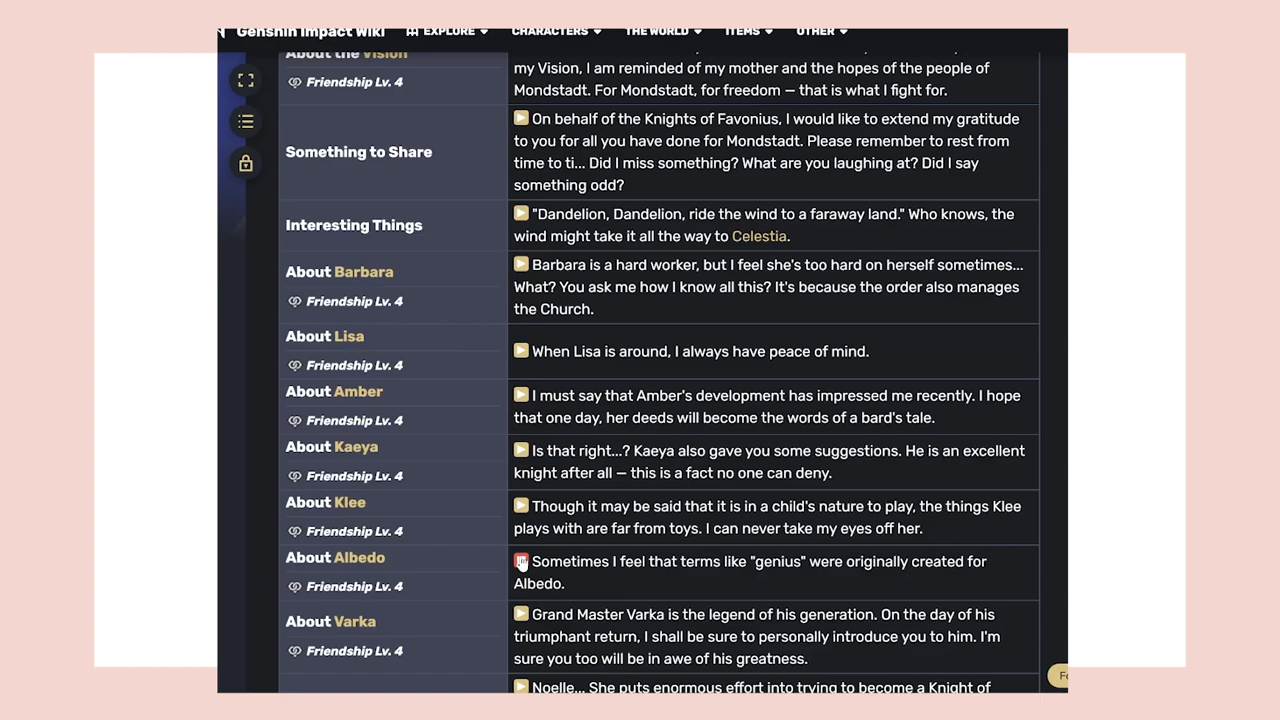 Genshin Impact Wiki EXPLORE CHARACTERS THE WORLD ITEMS OTHER
About the Vision
Friendship Lv. 4
my Vision, I am reminded of my mother and the hopes of the people of
Mondstadt. For Mondstadt, for freedom — that is what I fight for.
Something to Share
On behalf of the Knights of Favonius, I would like to extend my gratitude
to you for all you have done for Mondstadt. Please remember to rest from
time to ti... Did I miss something? What are you laughing at? Did I say
something odd?
Interesting Things
"Dandelion, Dandelion, ride the wind to a faraway land." Who knows, the
wind might take it all the way to Celestia.
About Barbara
Friendship Lv. 4
Barbara is a hard worker, but I feel she's too hard on herself sometimes...
What? You ask me how I know all this? It's because the order also manages
the Church.
About Lisa
Friendship Lv. 4
When Lisa is around, I always have peace of mind.
About Amber
Friendship Lv. 4
I must say that Amber's development has impressed me recently. I hope
that one day, her deeds will become the words of a bard's tale.
About Kaeya
Friendship Lv. 4
Is that right...? Kaeya also gave you some suggestions. He is an excellent
knight after all — this is a fact no one can deny.
About Klee
Friendship Lv. 4
Though it may be said that it is in a child's nature to play, the things Klee
plays with are far from toys. I can never take my eyes off her.
About Albedo
Friendship Lv. 4
Sometimes I feel that terms like "genius" were originally created for
Albedo.
About Varka
Friendship Lv. 4
Grand Master Varka is the legend of his generation. On the day of his
triumphant return, I shall be sure to personally introduce you to him. I'm
sure you too will be in awe of his greatness.
Noelle... She puts enormous effort into trying to become a Knight of